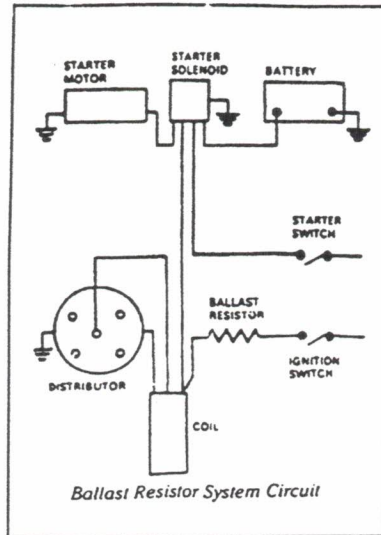 STARTER
MOTOR
STARTER
SOLENOID
BATTERY
STARTER
SWITCH
BALLAST
RESISTOR
IGNITION
SWITCH
DISTRIBUTOR
COIL
Ballast Resistor System Circuit